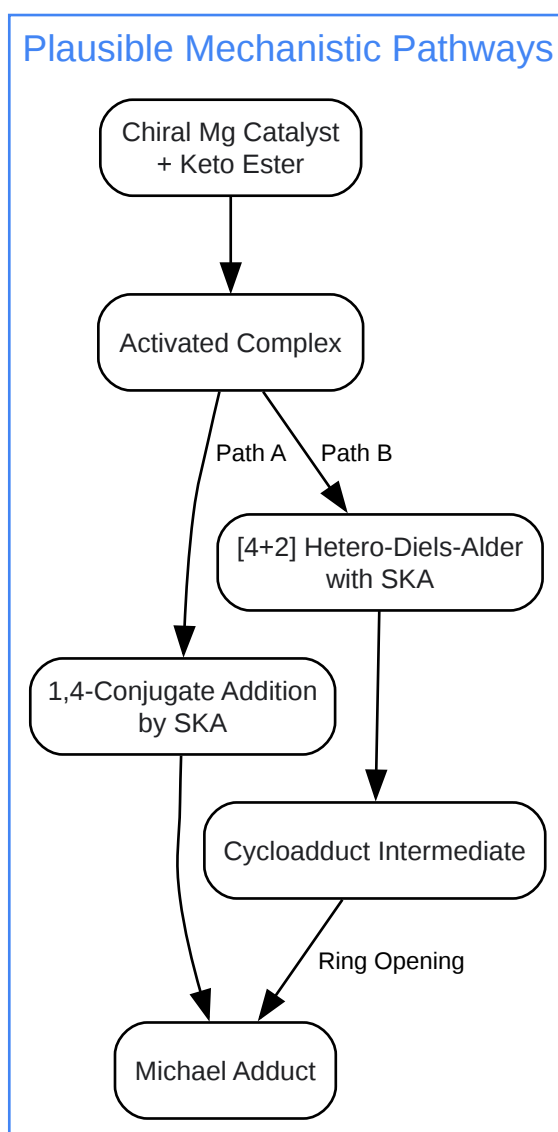 Plausible Mechanistic Pathways
Chiral Mg Catalyst
+ Keto Ester
Activated Complex
Path A
Path B
[4+2] Hetero-Diels-Alder
with SKA
1,4-Conjugate Addition
by SKA
Cycloadduct Intermediate
Ring Opening
Michael Adduct